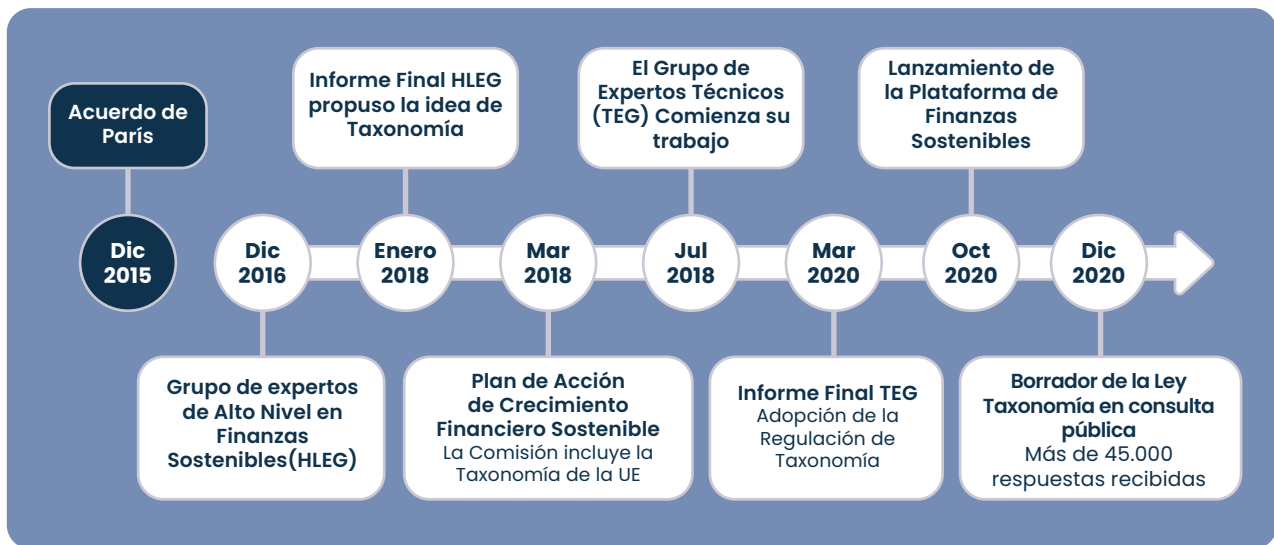 Acuerdo de
París
Informe Final HLEG
propuso la idea de
Taxonomía
El Grupo de
Expertos Técnicos
(TEG) Comienza su
trabajo
Lanzamiento de
la Plataforma de
Finanzas
Sostenibles
Dic
2015
Dic
2016
Enero
2018
Mar
2018
Jul
2018
Mar
2020
Oct
2020
Dic
2020
Grupo de expertos
de Alto Nivel en
Finanzas
Sostenibles(HLEG)
Plan de Acción
de Crecimiento
Financiero Sostenible
La Comisión incluye la
Taxonomía de la UE
Informe Final TEG
Adopción de la
Regulación de
Taxonomía
Borrador de la Ley
Taxonomía en consulta
pública
Más de 45.000
respuestas recibidas